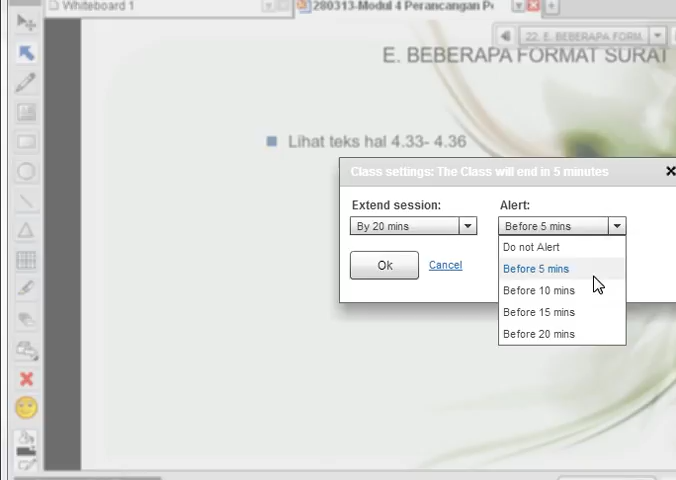 Whiteboard 1
280313-Modul 4 Perancangan Pe
22. E. BEBERAPA FORM.
E. BEBERAPA FORMAT SURAT
Lihat teks hal 4.33- 4.36
Class settings: The Class will end in 5 minutes
Extend session:
Alert:
By 20 mins
Before 5 mins
Do not Alert
Before 5 mins
Before 10 mins
Before 15 mins
Before 20 mins
Ok
Cancel